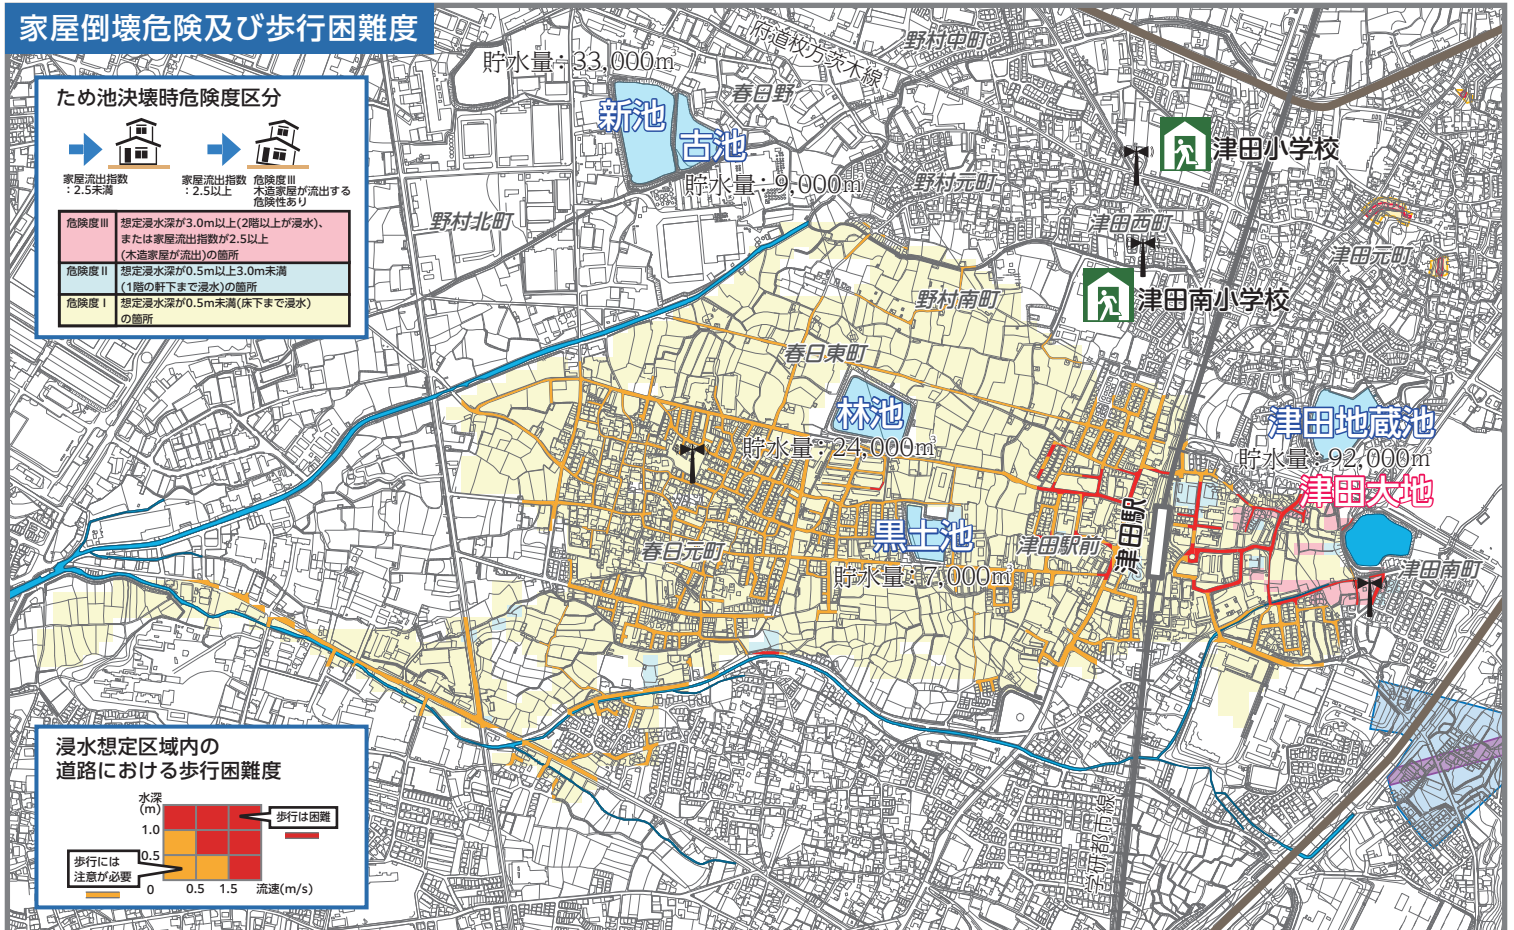 家屋倒壊危険及び歩行困難度
ため池決壊時危険度区分
家屋流出指数
：2.5未満
家屋流出指数
：2.5以上
危険度Ⅲ
木造家屋が流出する
危険性あり
危険度Ⅲ
想定浸水深が3.0m以上(2階以上が浸水)、
または家屋流出指数が2.5以上
(木造家屋が流出)の箇所
危険度Ⅱ
想定浸水深が0.5m以上3.0m未満
(1階の軒下まで浸水)の箇所
危険度Ⅰ
想定浸水深が0.5m未満(床下まで浸水)
の箇所
貯水量：33,000m³
府道枚方茨木線
野村中町
春日野
新池
古池
貯水量：9,000m³
野村元町
野村北町
津田小学校
津田西町
津田元町
津田南小学校
野村南町
春日東町
林池
貯水量：24,000m³
津田地蔵池
貯水量：92,000m³
津田大池
黒土池
貯水量：7,000m³
春日元町
津田駅前
津田駅
津田南町
学研都市線
浸水想定区域内の
道路における歩行困難度
水深
(m)
1.0
0.5
0
0.5
1.5
流速(m/s)
歩行は困難
歩行には
注意が必要